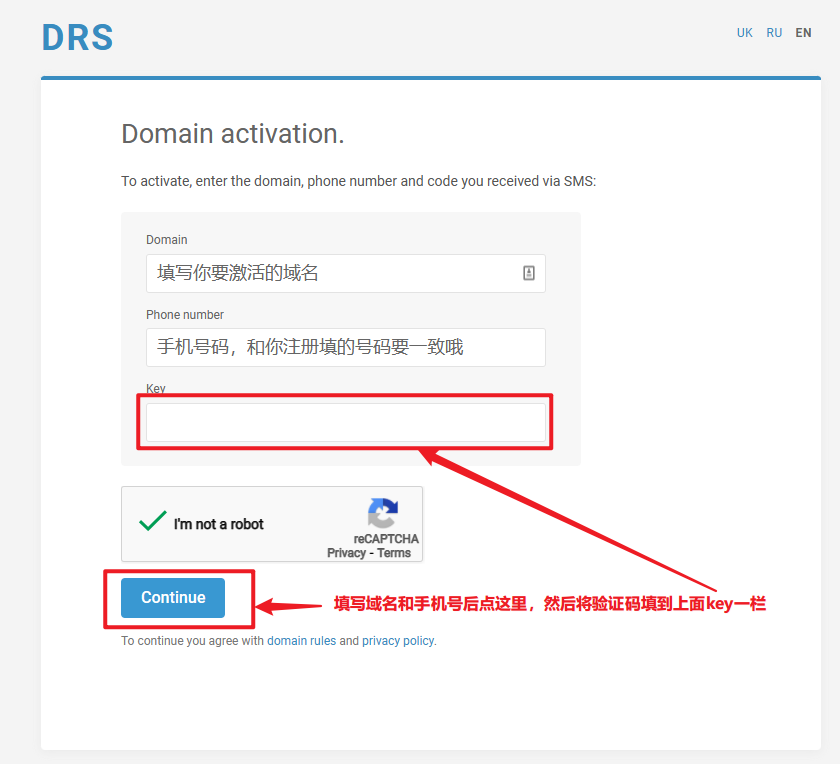 DRS
UK RU EN
Domain activation.
To activate, enter the domain, phone number and code you received via SMS:
Domain
填写你要激活的域名
Phone number
手机号码，和你注册填的号码要一致哦
Key
I'm not a robot
reCAPTCHA
Privacy - Terms
Continue
填写域名和手机号后点这里，然后将验证码填到上面key一栏
To continue you agree with domain rules and privacy policy.